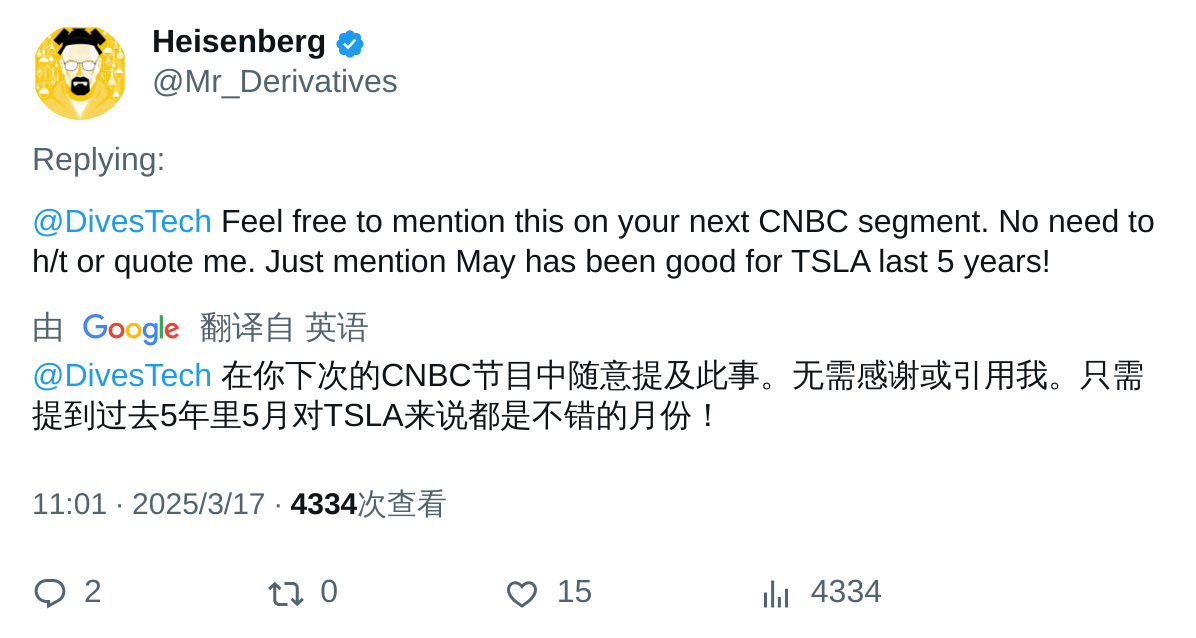 Heisenberg
@Mr_Derivatives
Replying:
@DivesTech Feel free to mention this on your next CNBC segment. No need to
h/t or quote me. Just mention May has been good for TSLA last 5 years!
由 Google 翻译自 英语
@DivesTech 在你下次的CNBC节目中随意提及此事。无需感谢或引用我。只需
提到过去5年里5月对TSLA来说都是不错的月份！
11:01 · 2025/3/17 · 4334次查看
2 0 15 4334